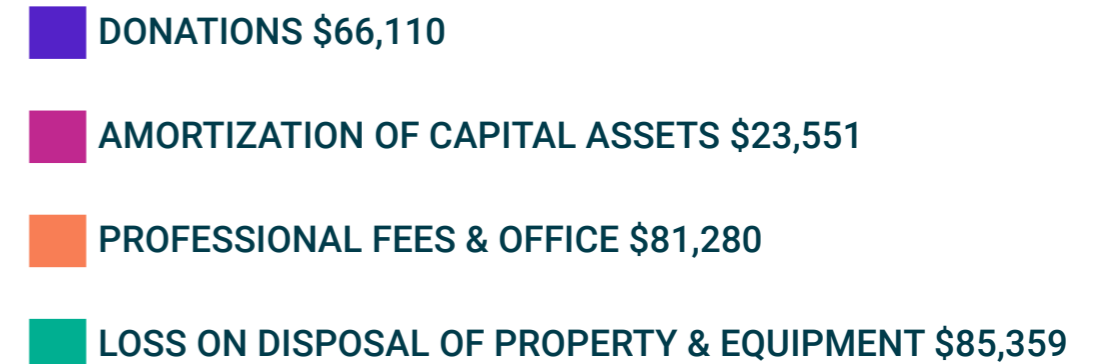 DONATIONS $66,110
AMORTIZATION OF CAPITAL ASSETS $23,551
PROFESSIONAL FEES & OFFICE $81,280
LOSS ON DISPOSAL OF PROPERTY & EQUIPMENT $85,359